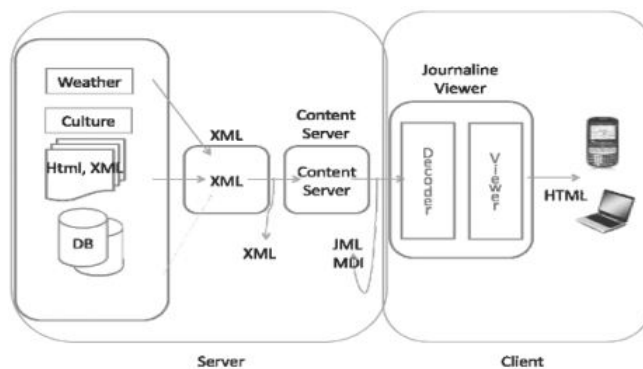 Weather
Culture
Html, XML
DB
XML
XML
XML
Content
Server
Content
Server
JML
MDI
Journaline
Viewer
Decoder
Viewer
HTML
Server
Client